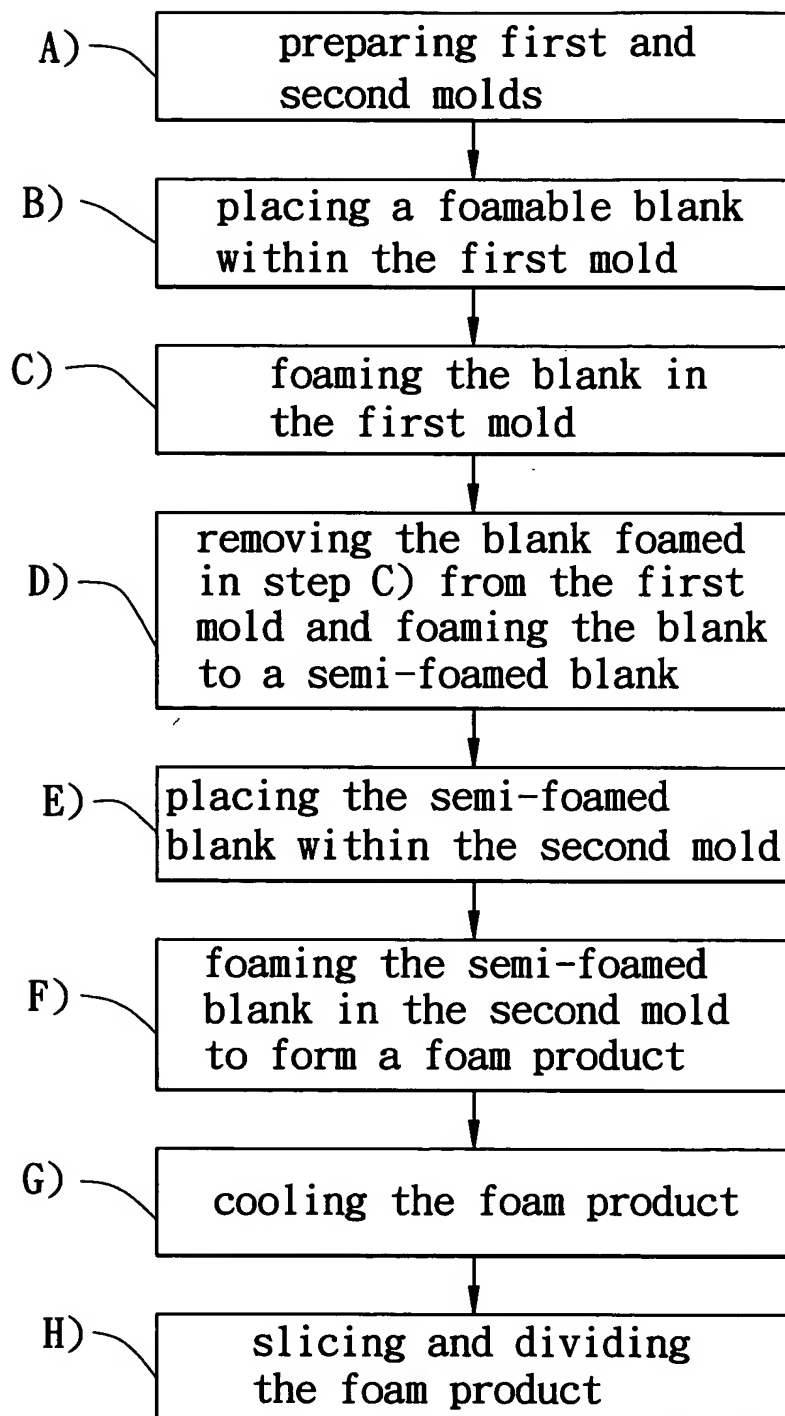 A)
preparing first and
second molds
B)
placing a foamable blank
within the first mold
C)
foaming the blank in
the first mold
D)
removing the blank foamed
in step C) from the first
mold and foaming the blank
to a semi-foamed blank
E)
placing the semi-foamed
blank within the second mold
F)
foaming the semi-foamed
blank in the second mold
to form a foam product
G)
cooling the foam product
H)
slicing and dividing
the foam product